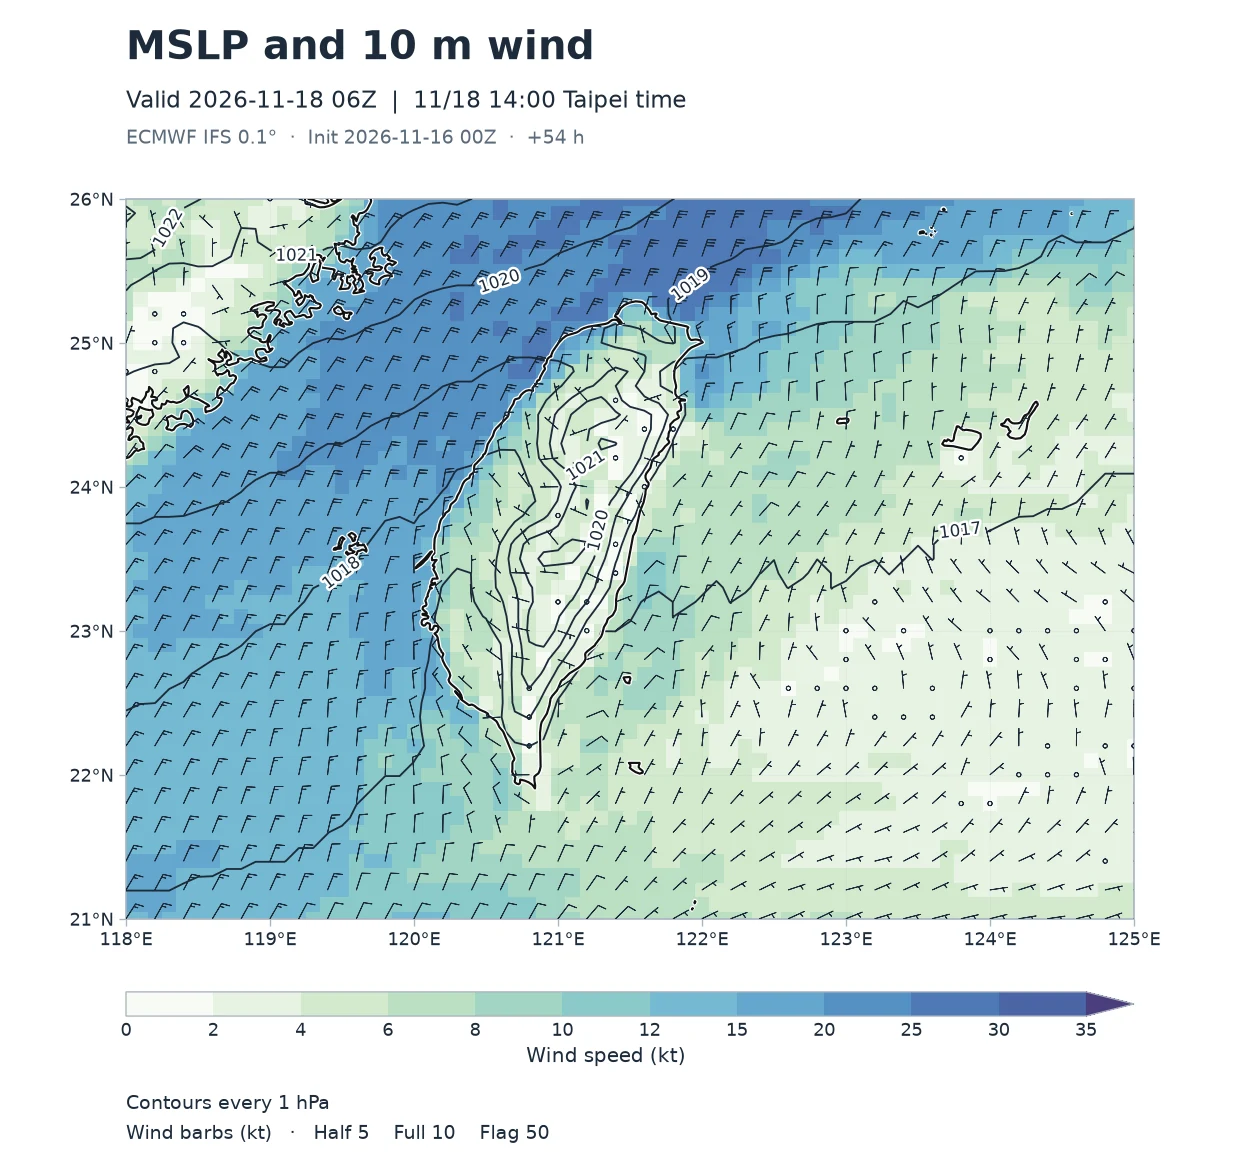 MSLP and 10 m wind
Valid 2026-11-18 06Z | 11/18 14:00 Taipei time
ECMWF IFS 0.1° · Init 2026-11-16 00Z · +54 h
26°N
1022
1021
1020
1019
25°N
1021
24°N
1020
1017
1018
23°N
22°N
21°N
118°E 119°E 120°E 121°E 122°E 123°E 124°E 125°E
0 2 4 6 8 10 12 15 20 25 30 35
Wind speed (kt)
Contours every 1 hPa
Wind barbs (kt) · Half 5 Full 10 Flag 50